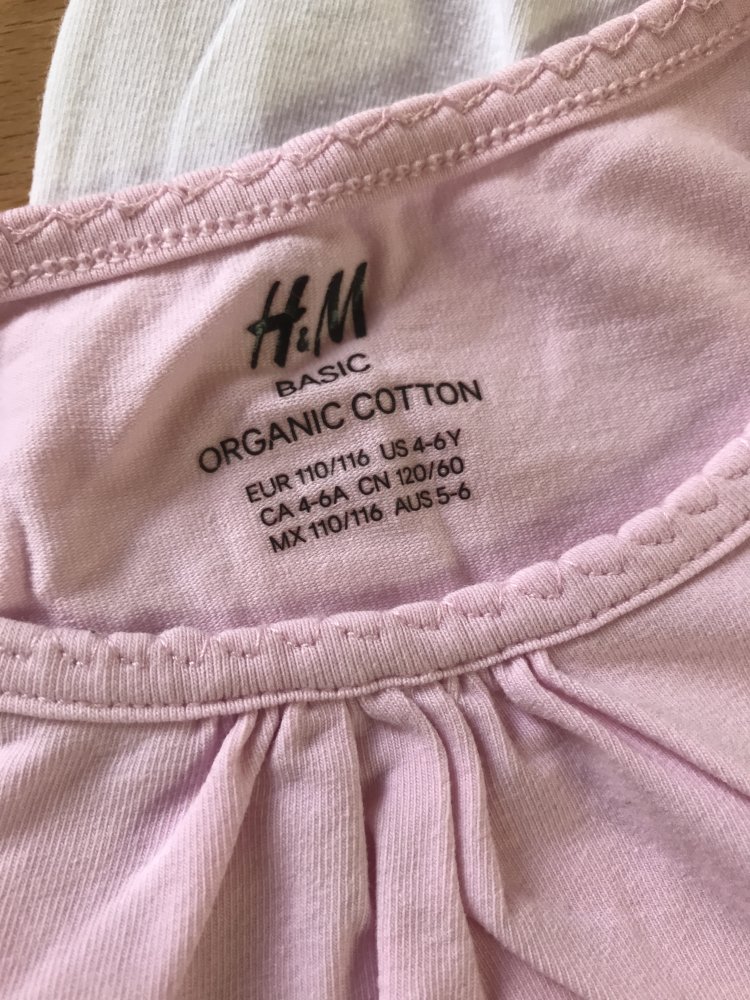 H&M
BASIC
ORGANIC COTTON
EUR 110/116 US 4-6Y
CA 4-6A CN 120/60
MX 110/116 AUS 5-6